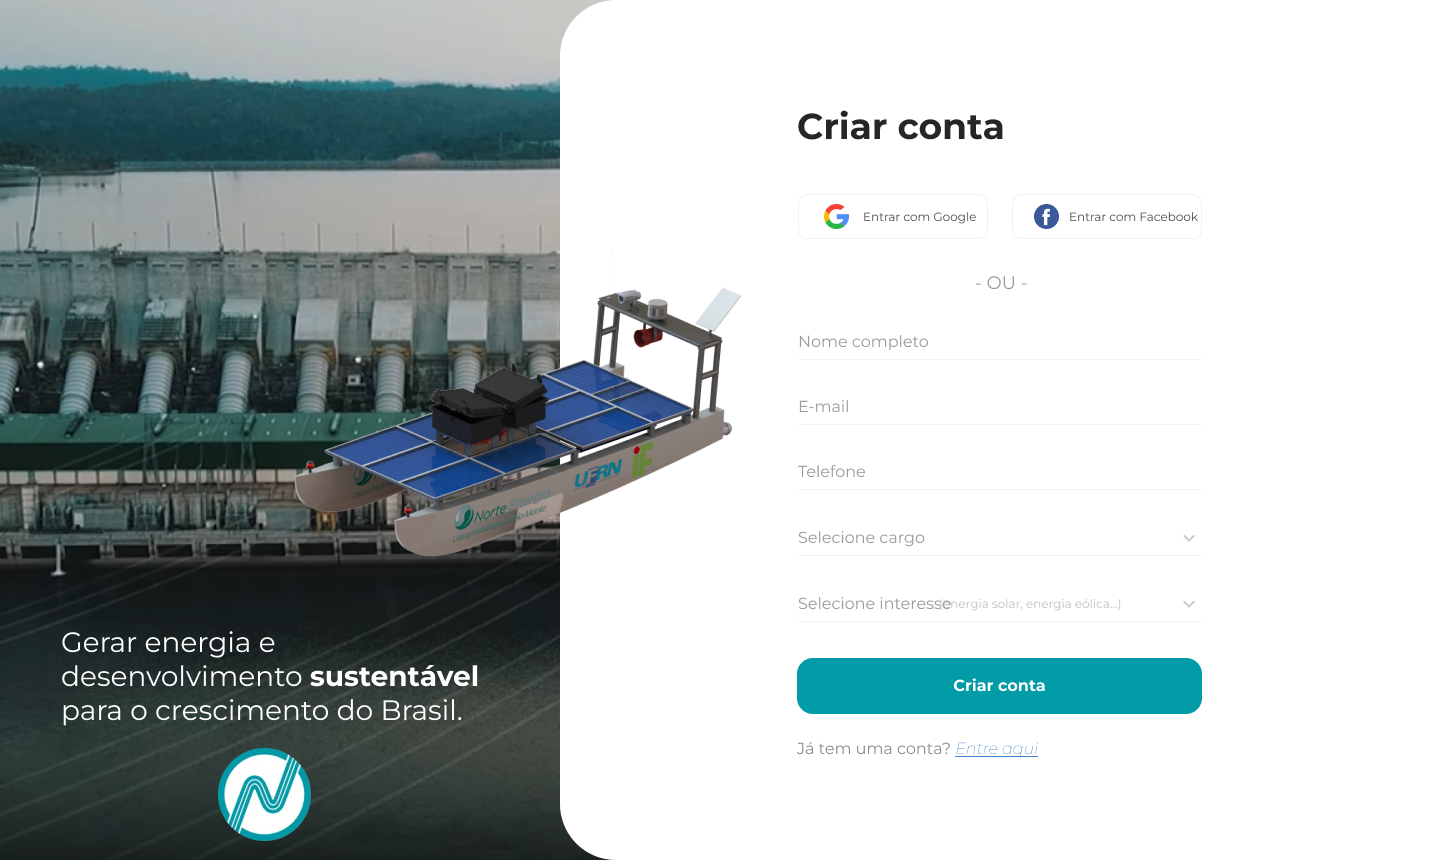 Criar conta
Entrar com Google
Entrar com Facebook
- OU -
Nome completo
E-mail
Telefone
Selecione cargo
Selecione interesse (energia solar, energia eólica...)
Criar conta
Já tem uma conta? Entre aqui
UFRN
IF
Norte Energia
Gerar energia e
desenvolvimento sustentável
para o crescimento do Brasil.